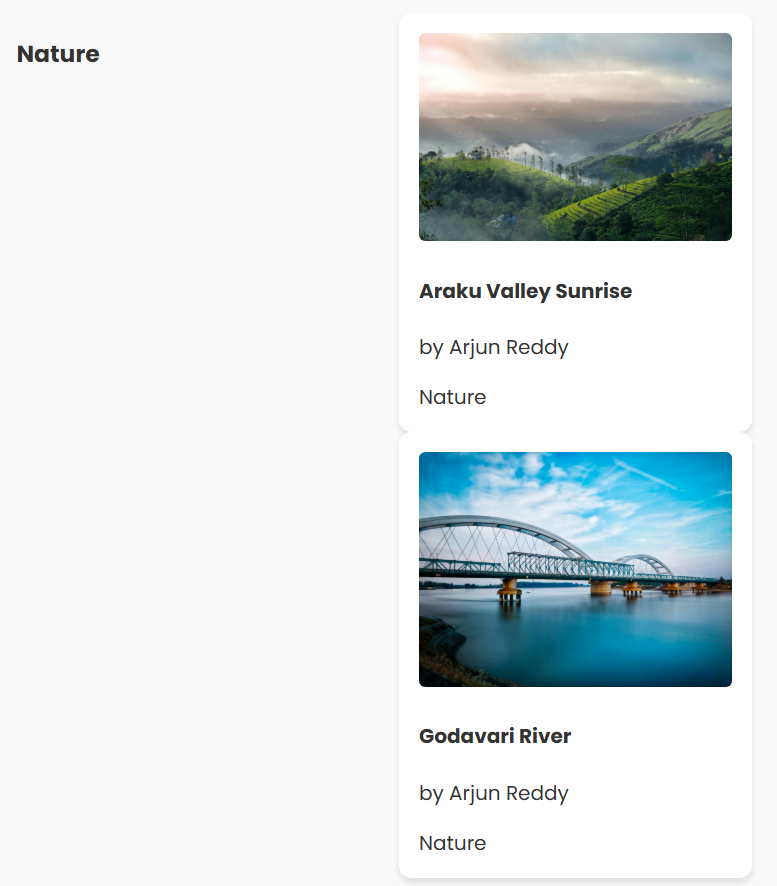 Nature
Araku Valley Sunrise
by Arjun Reddy
Nature
Godavari River
by Arjun Reddy
Nature